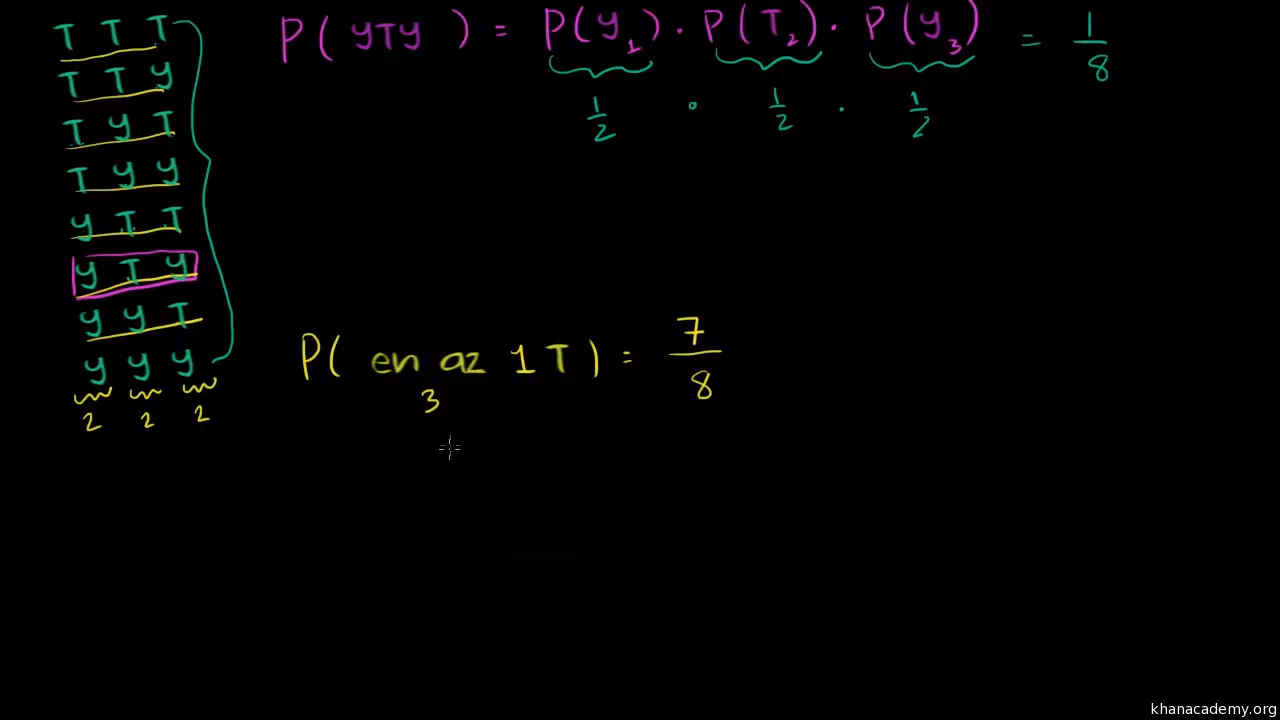 T T T
T T Y
T Y T
T Y Y
Y T T
Y T Y
Y Y T
Y Y Y
2 2 2
P( YTY ) = P(Y₁) · P(T₂) · P(Y₃) = 1/8
1/2 · 1/2 · 1/2
P( en az 1 T ) = 7/8
3
khanacademy.org